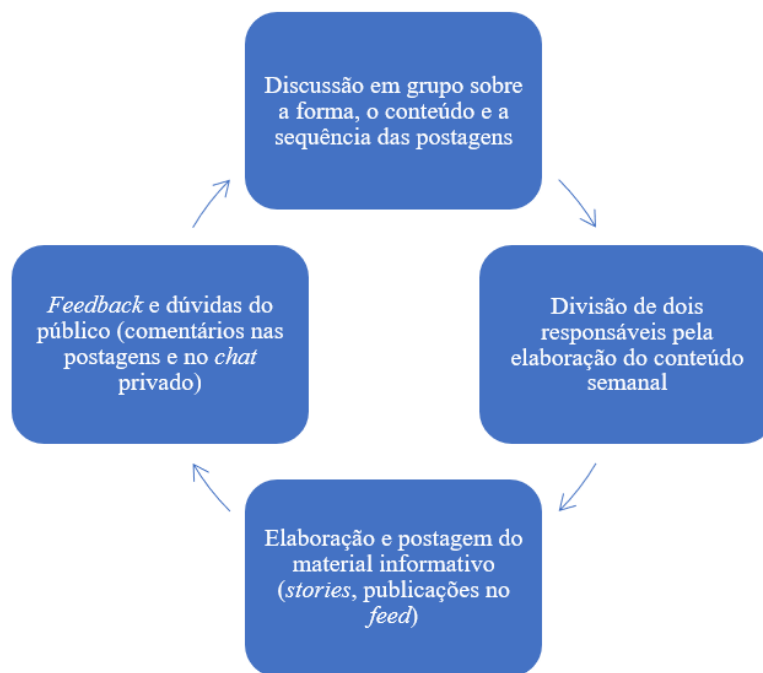 Discussão em grupo sobre
a forma, o conteúdo e a
sequência das postagens
Divisão de dois
responsáveis pela
elaboração do conteúdo
semanal
Elaboração e postagem do
material informativo
(stories, publicações no
feed)
Feedback e dúvidas do
público (comentários nas
postagens e no chat
privado)